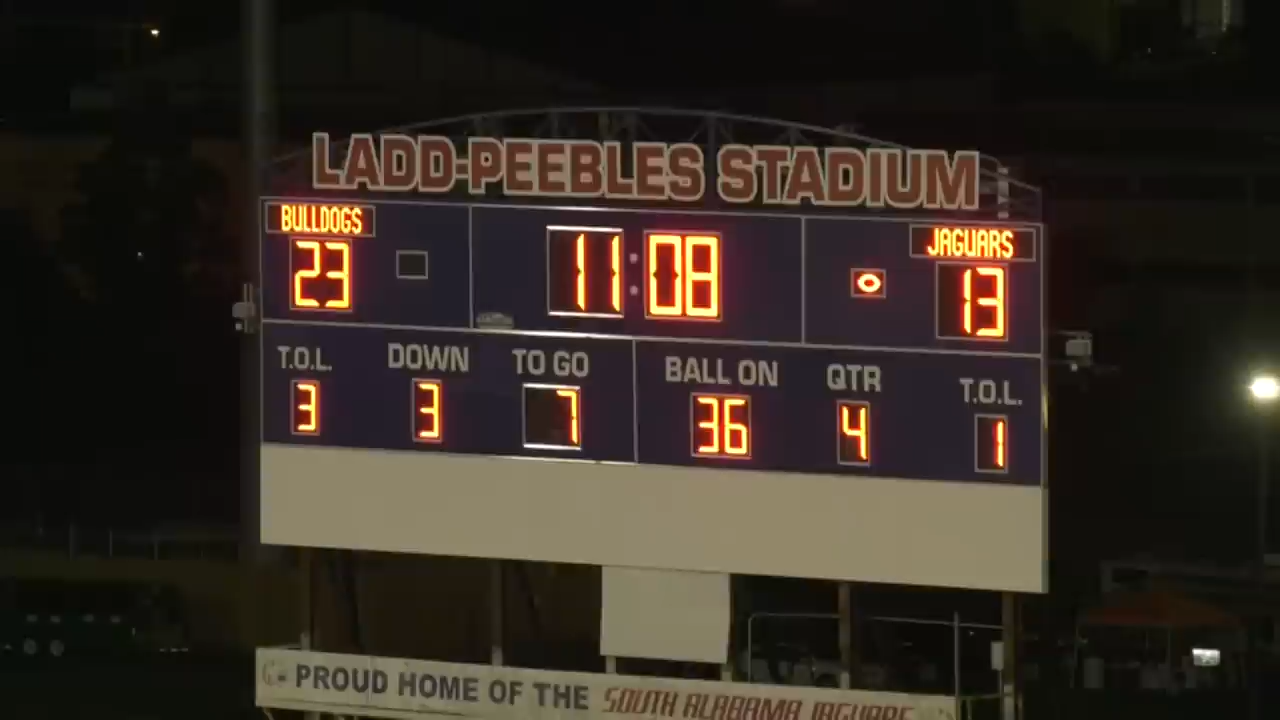 LADD-PEEBLES STADIUM
BULLDOGS
23
11:08
JAGUARS
13
T.O.L. DOWN TO GO BALL ON QTR T.O.L.
3 3 7 36 4 1
PROUD HOME OF THE SOUTH ALABAMA JAGUARS